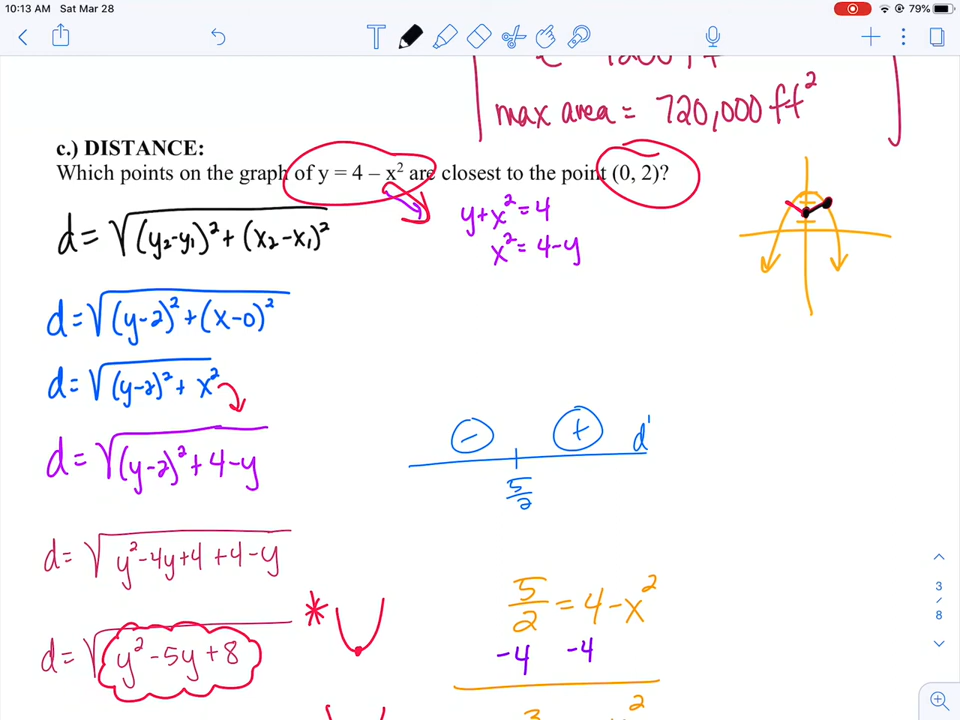 10:13 AM Sat Mar 28
79%
T
max area = 720,000 ft²
c.) DISTANCE:
Which points on the graph of y = 4 – x² are closest to the point (0, 2)?
y+x²=4
x²=4-y
d=√(y₂-y₁)²+(x₂-x₁)²
d=√(y-2)²+(x-0)²
d=√(y-2)²+x²
d=√(y-2)²+4-y
- + d'
5/2
d=√y²-4y+4+4-y
5/2=4-x²
-4 -4
d=√y²-5y+8
*
3
/
8